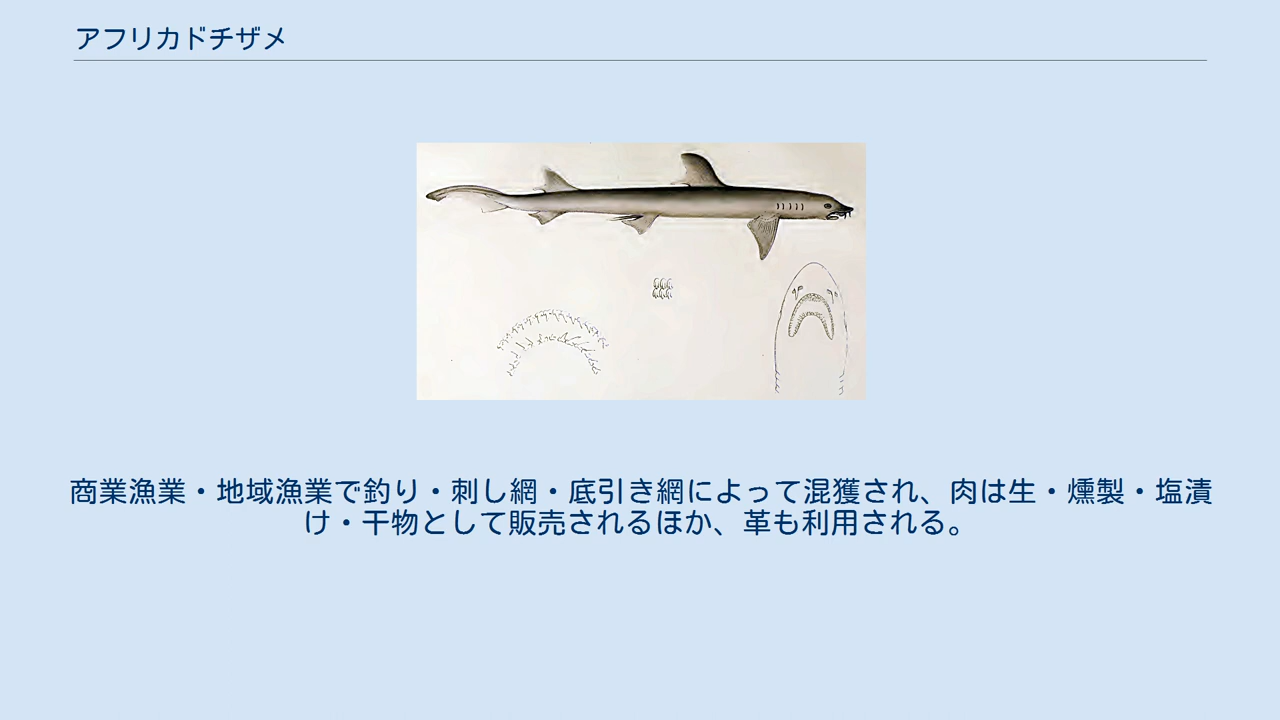 アフリカドチザメ
商業漁業・地域漁業で釣り・刺し網・底引き網によって混獲され、肉は生・燻製・塩漬
け・干物として販売されるほか、革も利用される。